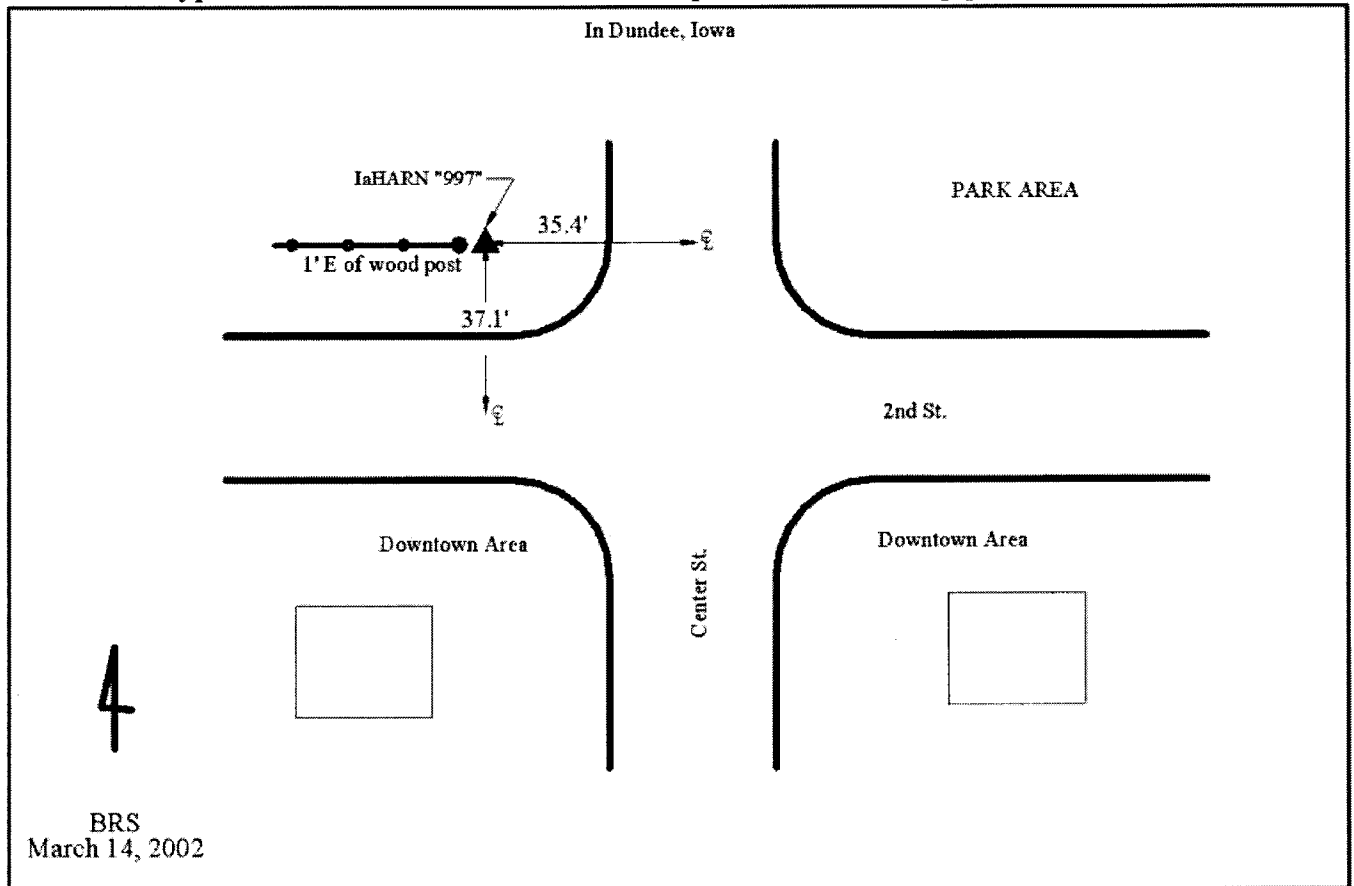 In Dundee, Iowa
IaHARN "997"
PARK AREA
35.4'
℄
1' E of wood post
37.1'
℄
2nd St.
Downtown Area
Downtown Area
Center St.
BRS
March 14, 2002